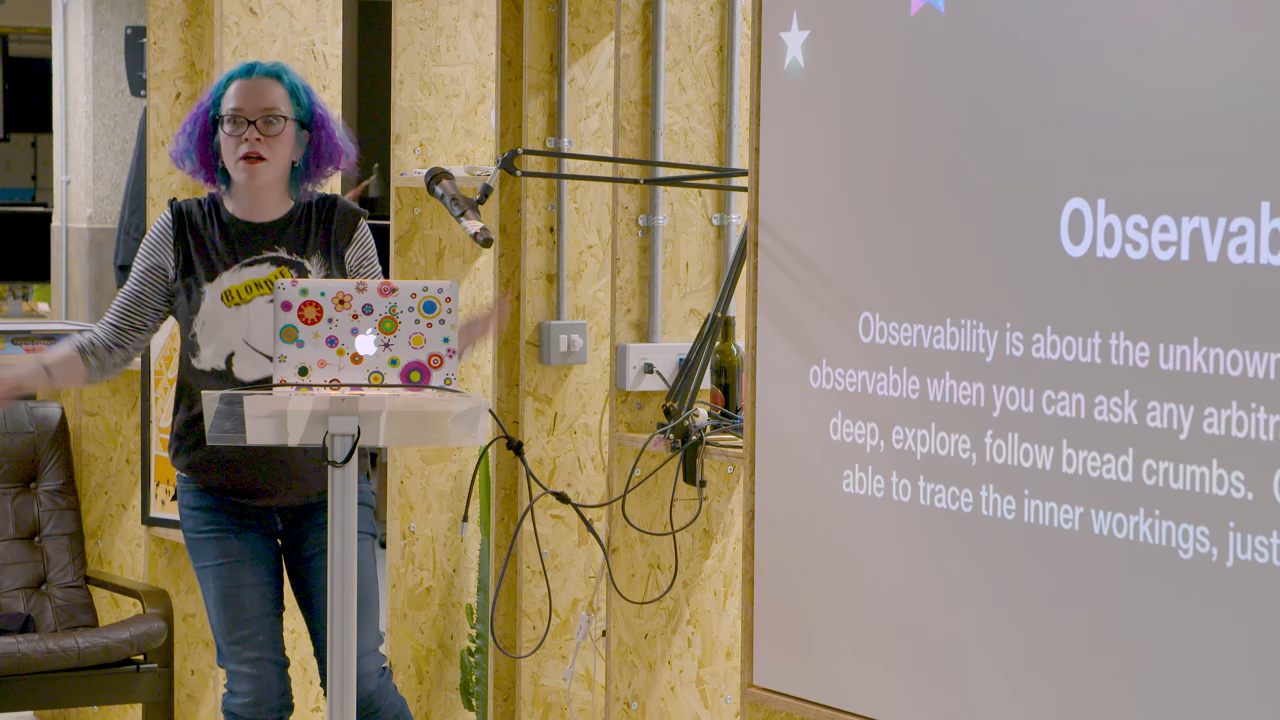 BLONDIE
Observab
Observability is about the unknown
observable when you can ask any arbitr
deep, explore, follow bread crumbs.
able to trace the inner workings, just